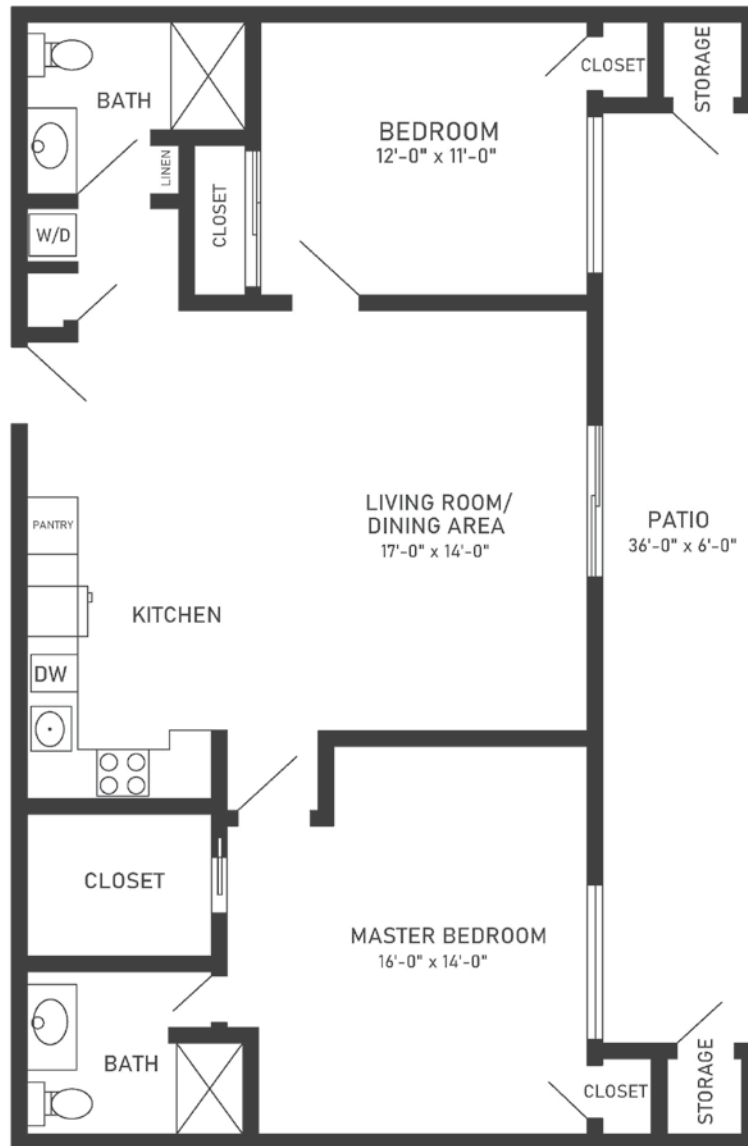 BATH
CLOSET
STORAGE
BEDROOM
12'-0" x 11'-0"
LINEN
CLOSET
W/D
LIVING ROOM/
DINING AREA
17'-0" x 14'-0"
PATIO
36'-0" x 6'-0"
PANTRY
KITCHEN
DW
CLOSET
MASTER BEDROOM
16'-0" x 14'-0"
BATH
CLOSET
STORAGE